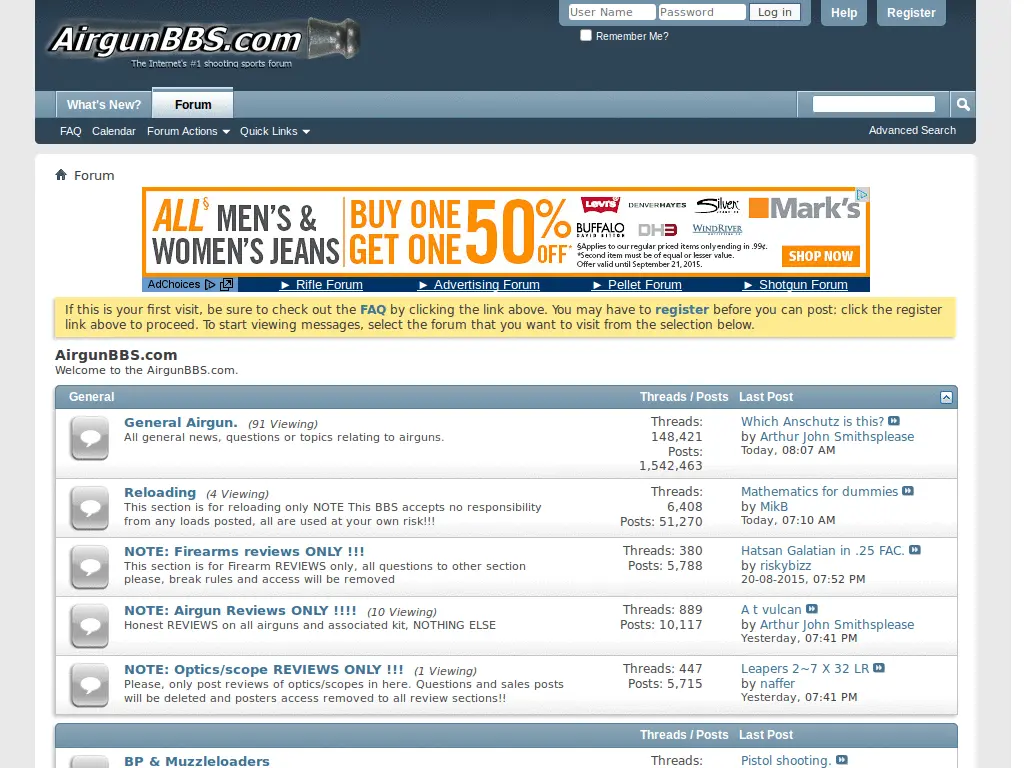 User Name Password Log in Help Register
Remember Me?
AirgunBBS.com
The Internet's #1 shooting sports forum
What's New? Forum
FAQ Calendar Forum Actions Quick Links Advanced Search
Forum
ALL§ MEN'S & WOMEN'S JEANS
BUY ONE GET ONE 50% OFF*
Levi's DENVER HAYES Silver Mark's
BUFFALO DAVID BITTON DH3 WINDRIVER
§Applies to our regular priced items only ending in .99¢.
*Second item must be of equal or lesser value.
Offer valid until September 21, 2015.
SHOP NOW
AdChoices ► Rifle Forum ► Advertising Forum ► Pellet Forum ► Shotgun Forum
If this is your first visit, be sure to check out the FAQ by clicking the link above. You may have to register before you can post: click the register
link above to proceed. To start viewing messages, select the forum that you want to visit from the selection below.
AirgunBBS.com
Welcome to the AirgunBBS.com.
General Threads / Posts Last Post
General Airgun. (91 Viewing)
All general news, questions or topics relating to airguns.
Threads:
148,421
Posts:
1,542,463
Which Anschutz is this?
by Arthur John Smithsplease
Today, 08:07 AM
Reloading (4 Viewing)
This section is for reloading only NOTE This BBS accepts no responsibility
from any loads posted, all are used at your own risk!!!
Threads:
6,408
Posts: 51,270
Mathematics for dummies
by MikB
Today, 07:10 AM
NOTE: Firearms reviews ONLY !!!
This section is for Firearm REVIEWS only, all questions to other section
please, break rules and access will be removed
Threads: 380
Posts: 5,788
Hatsan Galatian in .25 FAC.
by riskybizz
20-08-2015, 07:52 PM
NOTE: Airgun Reviews ONLY !!!! (10 Viewing)
Honest REVIEWS on all airguns and associated kit, NOTHING ELSE
Threads: 889
Posts: 10,117
A t vulcan
by Arthur John Smithsplease
Yesterday, 07:41 PM
NOTE: Optics/scope REVIEWS ONLY !!! (1 Viewing)
Please, only post reviews of optics/scopes in here. Questions and sales posts
will be deleted and posters access removed to all review sections!!
Threads: 447
Posts: 5,715
Leapers 2~7 X 32 LR
by naffer
Yesterday, 07:41 PM
Threads / Posts Last Post
BP & Muzzleloaders
Threads:
Pistol shooting.